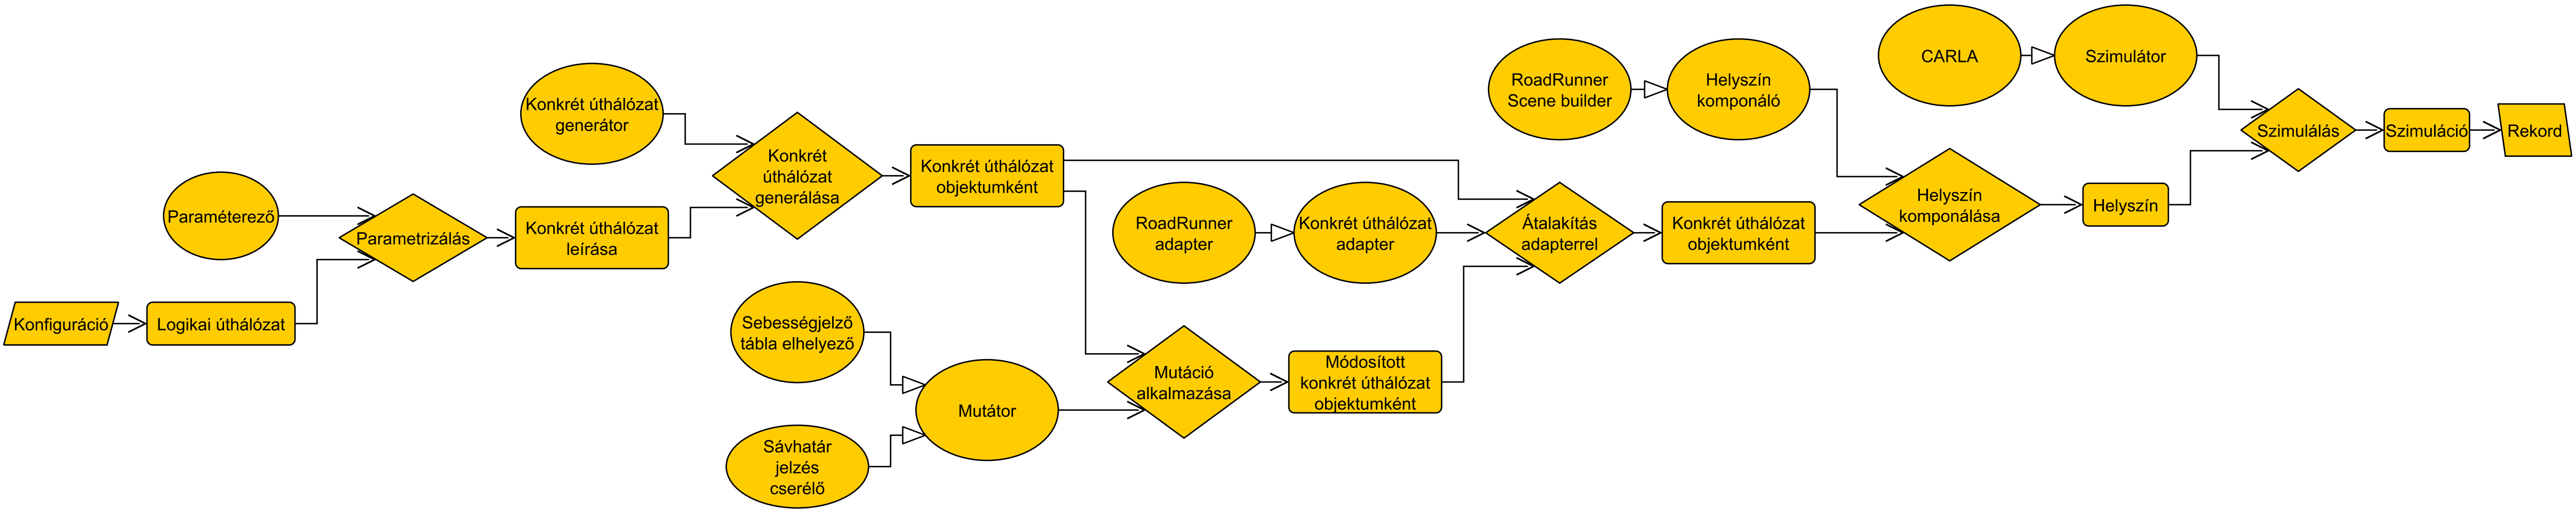 Konfiguráció
Logikai úthálózat
Paraméterező
Parametrizálás
Konkrét úthálózat
leírása
Konkrét úthálózat
generátor
Konkrét
úthálózat
generálása
Konkrét úthálózat
objektumként
Sebességjelző
tábla elhelyező
Sávhatár
jelzés
cserélő
Mutátor
Mutáció
alkalmazása
Módosított
konkrét úthálózat
objektumként
RoadRunner
adapter
Konkrét úthálózat
adapter
Átalakítás
adapterrel
Konkrét úthálózat
objektumként
RoadRunner
Scene builder
Helyszín
komponáló
Helyszín
komponálása
Helyszín
CARLA
Szimulátor
Szimulálás
Szimuláció
Rekord